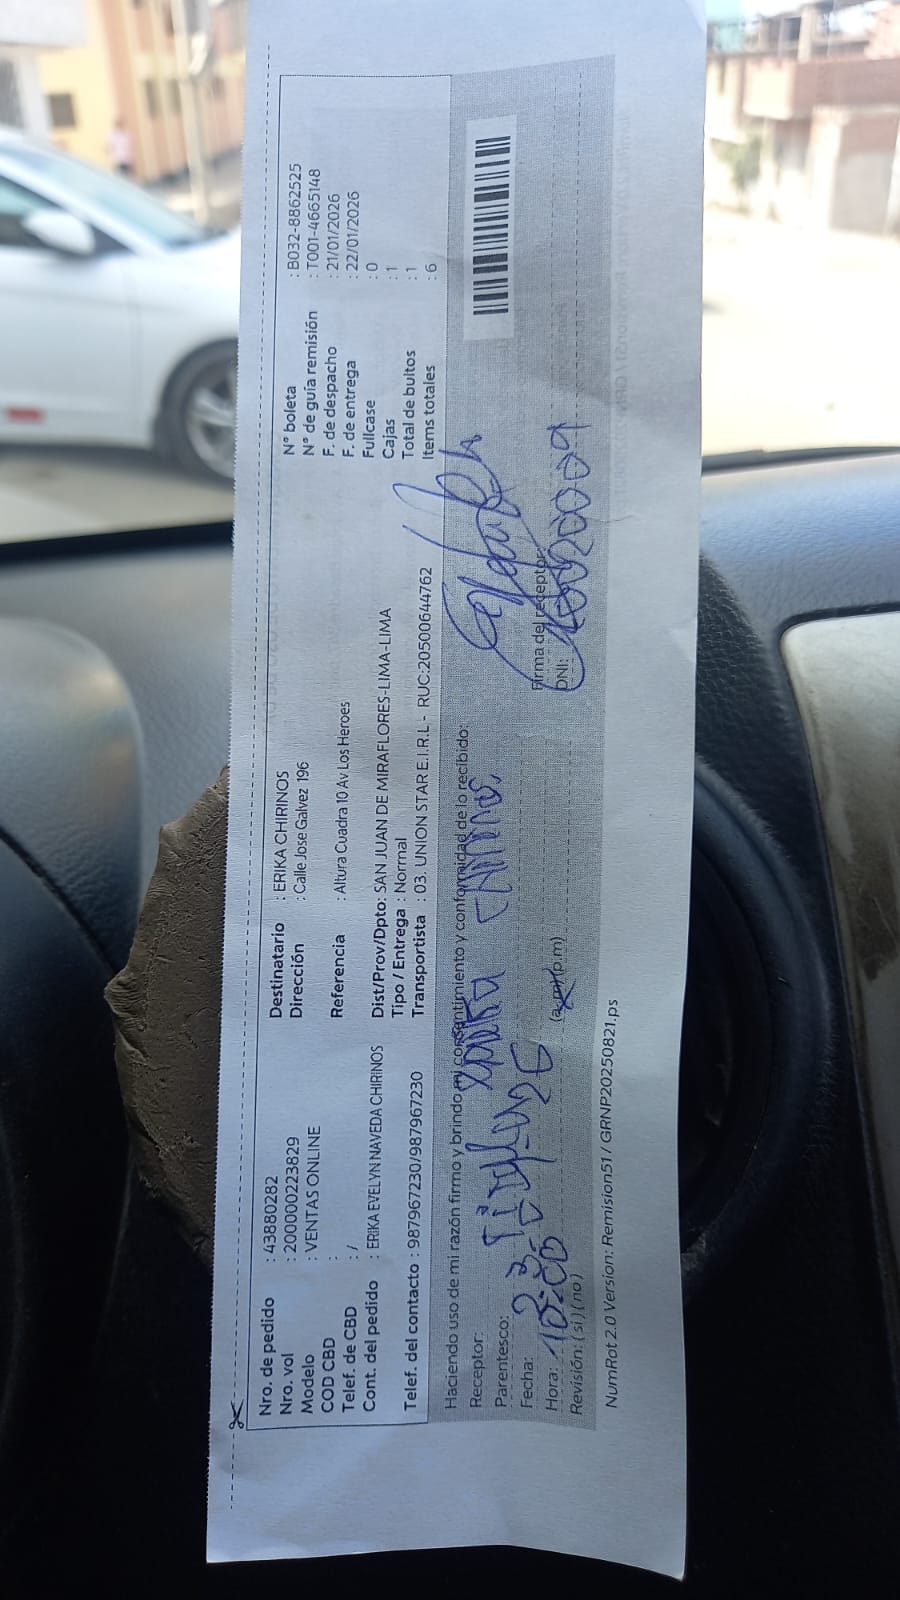 Nro. de pedido : 43880282
Nro. vol : 200000223829
Modelo : VENTAS ONLINE
COD CBD :
Telef. de CBD : /
Cont. del pedido : ERIKA EVELYN NAVEDA CHIRINOS
Telef. del contacto : 987967230/987967230
Destinatario : ERIKA CHIRINOS
Dirección : Calle Jose Galvez 196
Referencia : Altura Cuadra 10 Av Los Heroes
Dist/Prov/Dpto: SAN JUAN DE MIRAFLORES-LIMA-LIMA
Tipo / Entrega : Normal
Transportista : 03. UNION STAR E.I.R.L - RUC:20500644762
N° boleta : B032-8862525
N° de guía remisión : T001-4665148
F. de despacho : 21/01/2026
F. de entrega : 22/01/2026
Fullcase : 0
Cajas : 1
Total de bultos : 1
Items totales : 6
Haciendo uso de mi razón firmo y brindo mi consentimiento y conformidad de lo recibido:
Receptor:
Parentesco:
Fecha:
Hora: 10:00 (a.m/p.m)
Revisión: ( si ) ( no )
Firma del receptor:
DNI:
NumRot 2.0 Version: Remision51 / GRNP20250821.ps